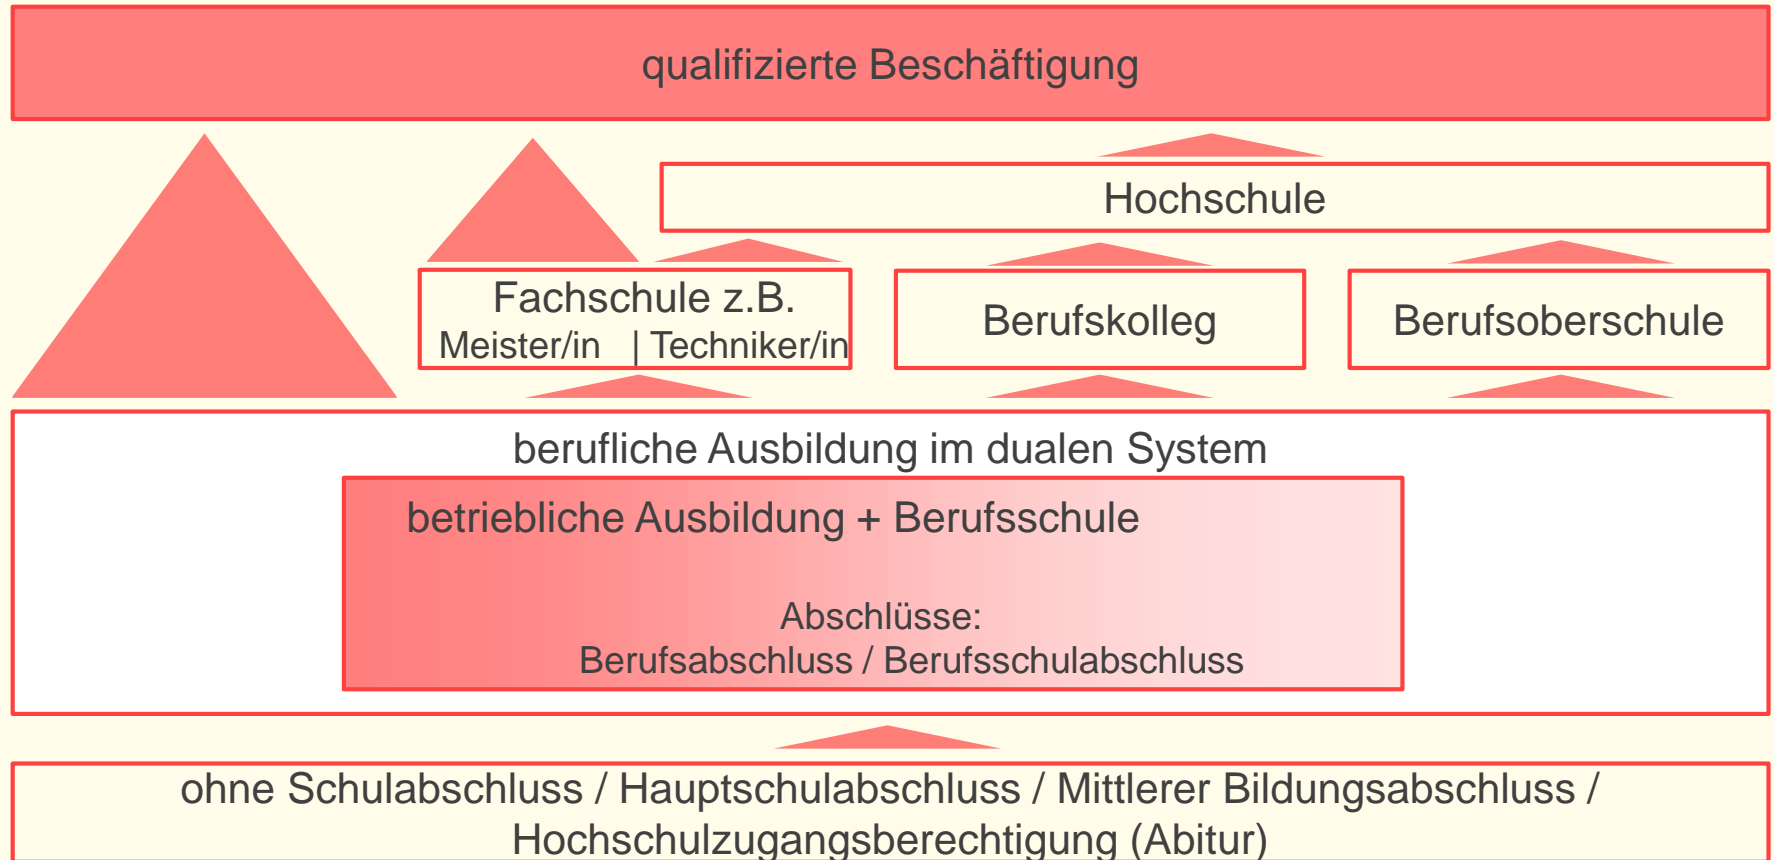 qualifizierte Beschäftigung
Hochschule
Fachschule z.B.
Meister/in | Techniker/in
Berufskolleg
Berufsoberschule
berufliche Ausbildung im dualen System
betriebliche Ausbildung + Berufsschule
Abschlüsse:
Berufsabschluss / Berufsschulabschluss
ohne Schulabschluss / Hauptschulabschluss / Mittlerer Bildungsabschluss /
Hochschulzugangsberechtigung (Abitur)